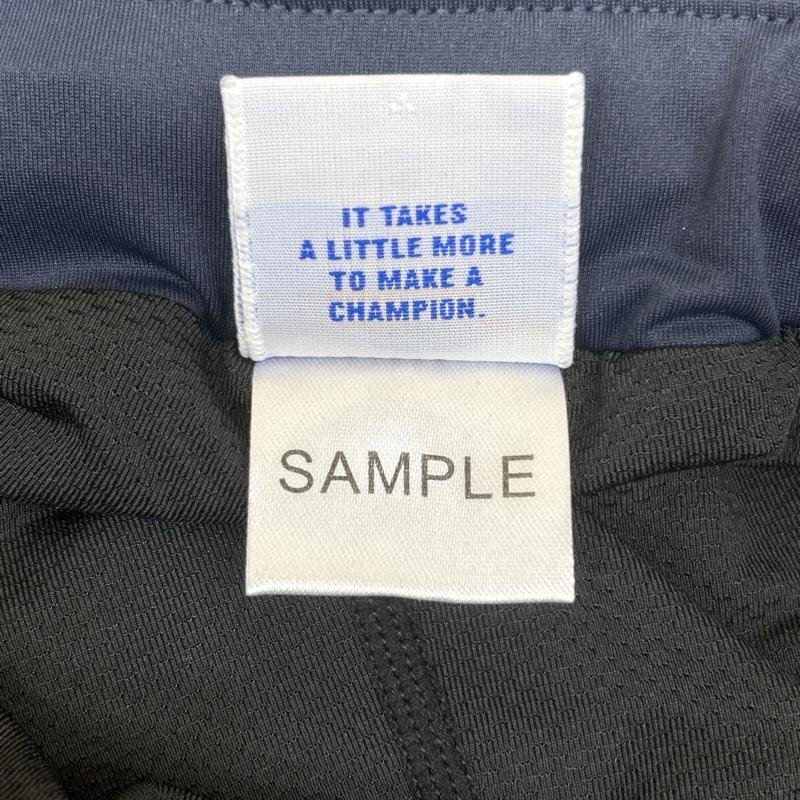 IT TAKES
A LITTLE MORE
TO MAKE A
CHAMPION.
SAMPLE